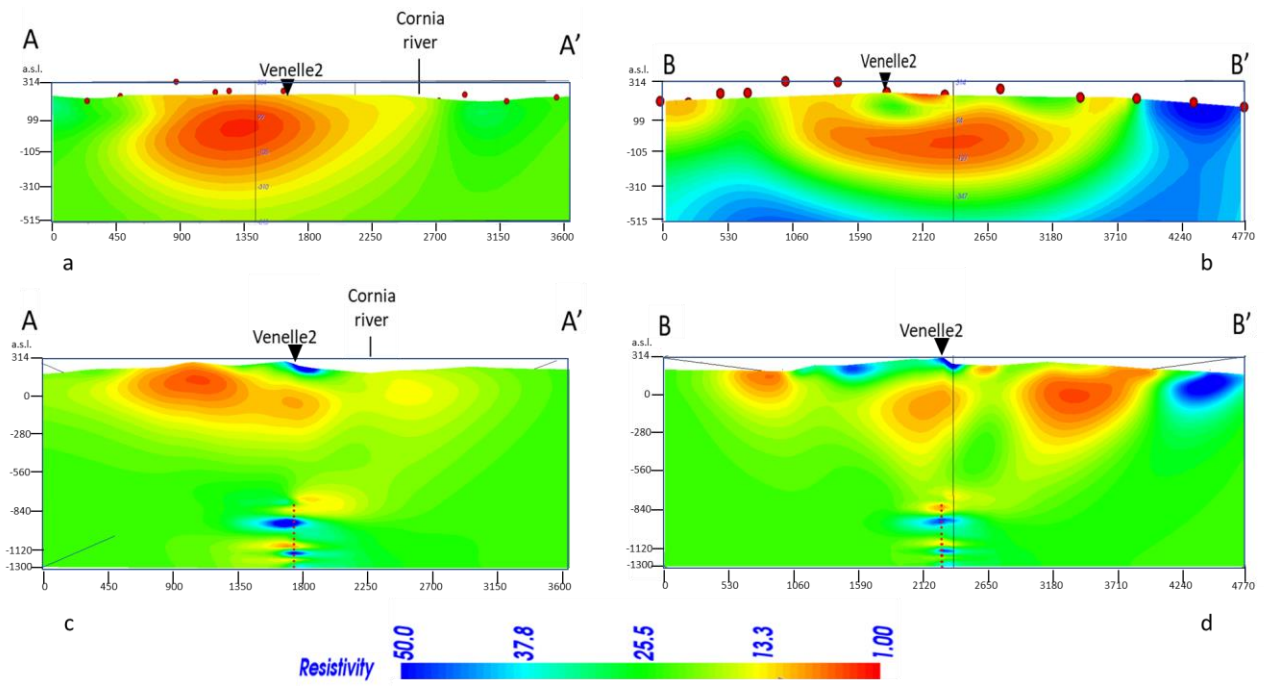 A
Cornia
river
A'
Venelle2
a.s.l.
314
99
-105
-310
-515
0 450 900 1350 1800 2250 2700 3150 3600
a
B
Venelle2
B'
a.s.l.
314
99
-105
-310
-515
0 530 1060 1590 2120 2650 3180 3710 4240 4770
b
A
Cornia
river
A'
Venelle2
a.s.l.
314
0
-280
-560
-840
-1120
-1300
0 450 900 1350 1800 2250 2700 3150 3600
c
B
Venelle2
B'
a.s.l.
314
0
-280
-560
-840
-1120
-1300
0 530 1060 1590 2120 2650 3180 3710 4240 4770
d
Resistivity
50.0 37.8 25.5 13.3 1.00